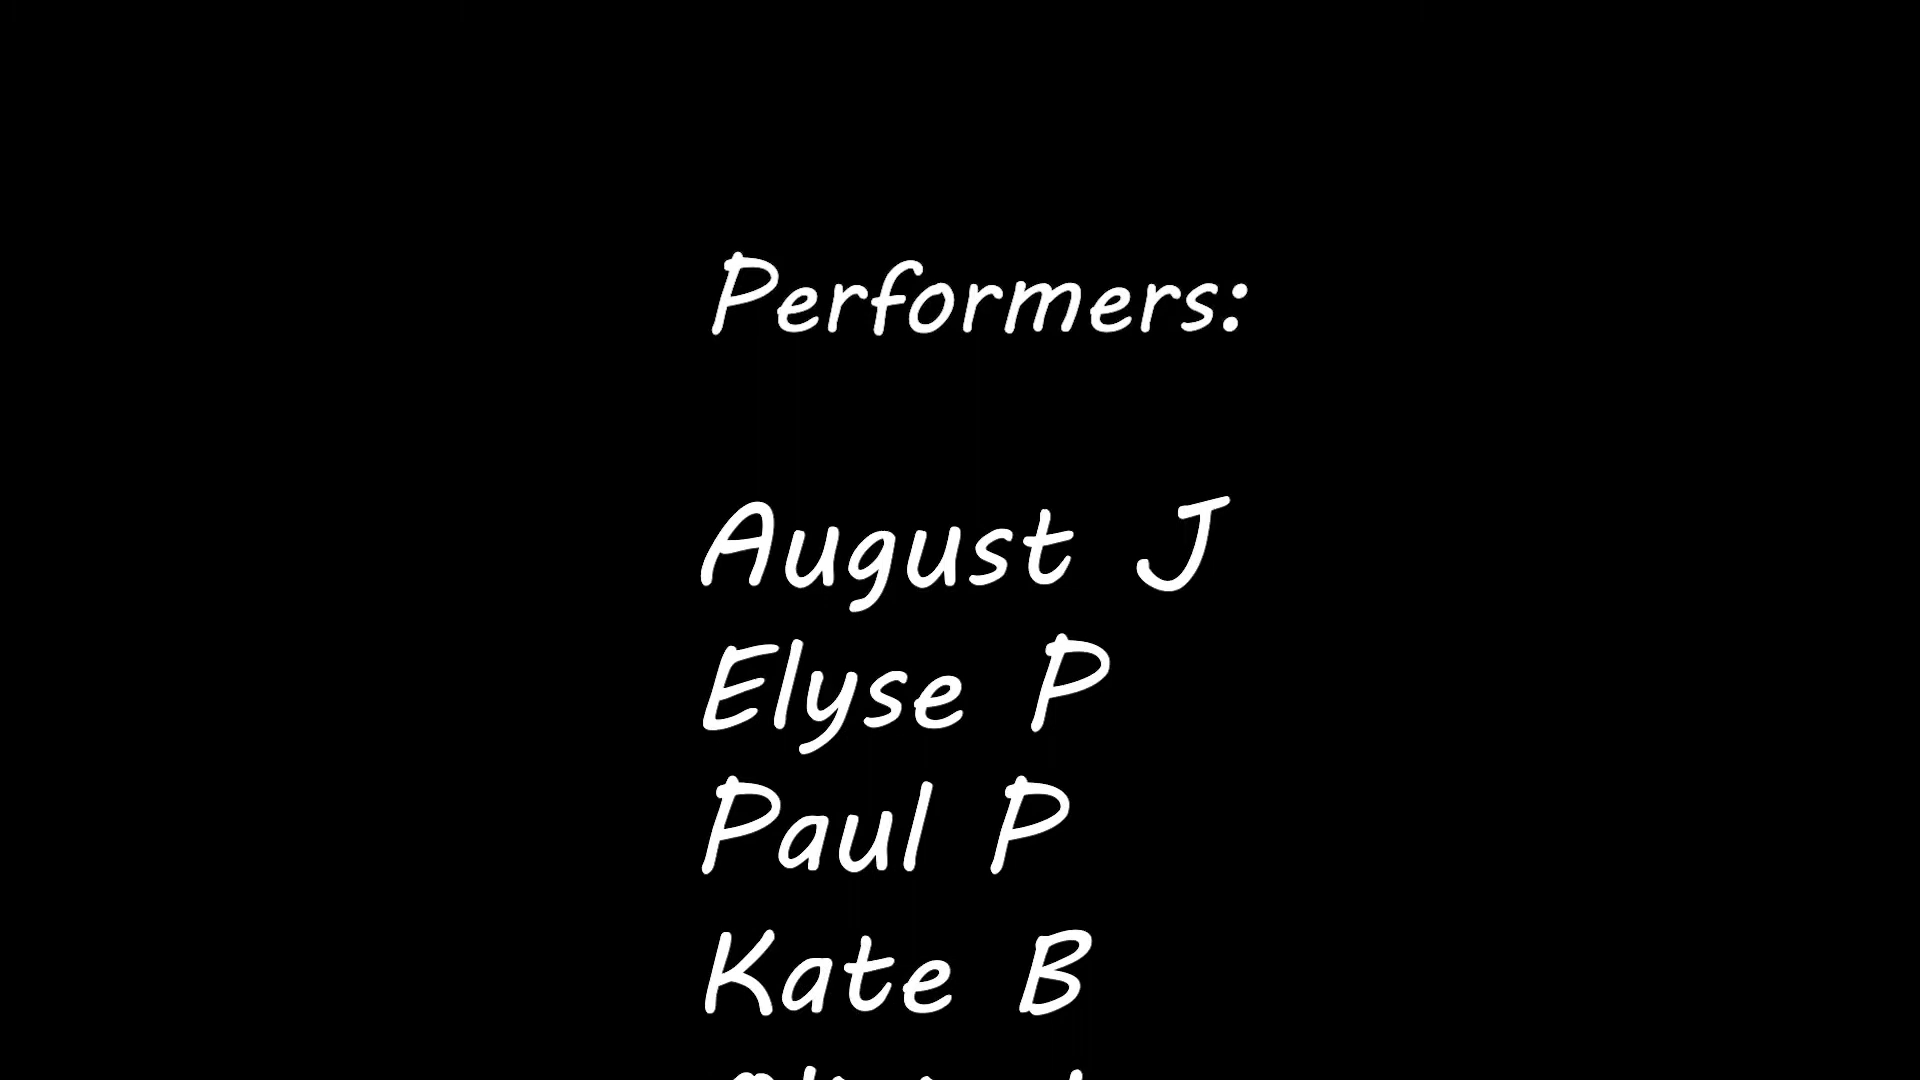 Performers:
August J
Elyse P
Paul P
Kate B